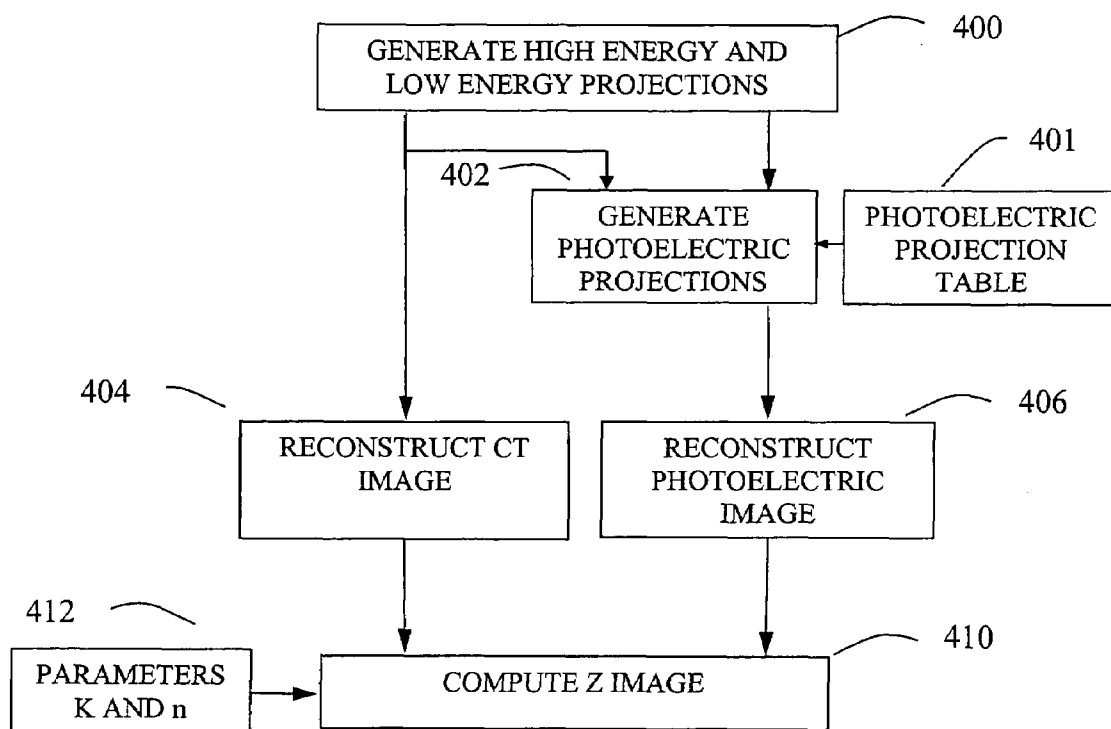 400
GENERATE HIGH ENERGY AND
LOW ENERGY PROJECTIONS
401
402
GENERATE
PHOTOELECTRIC
PROJECTIONS
PHOTOELECTRIC
PROJECTION
TABLE
404
406
RECONSTRUCT CT
IMAGE
RECONSTRUCT
PHOTOELECTRIC
IMAGE
412
410
PARAMETERS
K AND n
COMPUTE Z IMAGE